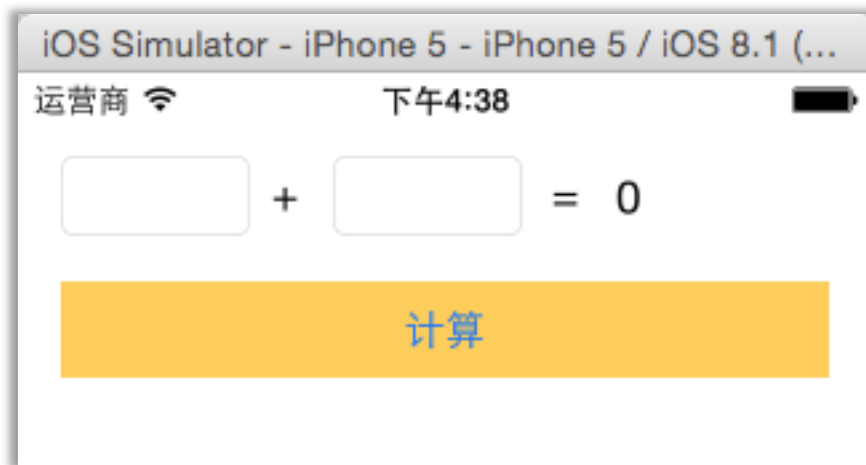 iOS Simulator - iPhone 5 - iPhone 5 / iOS 8.1 (...
运营商 下午4:38
+ = 0
计算